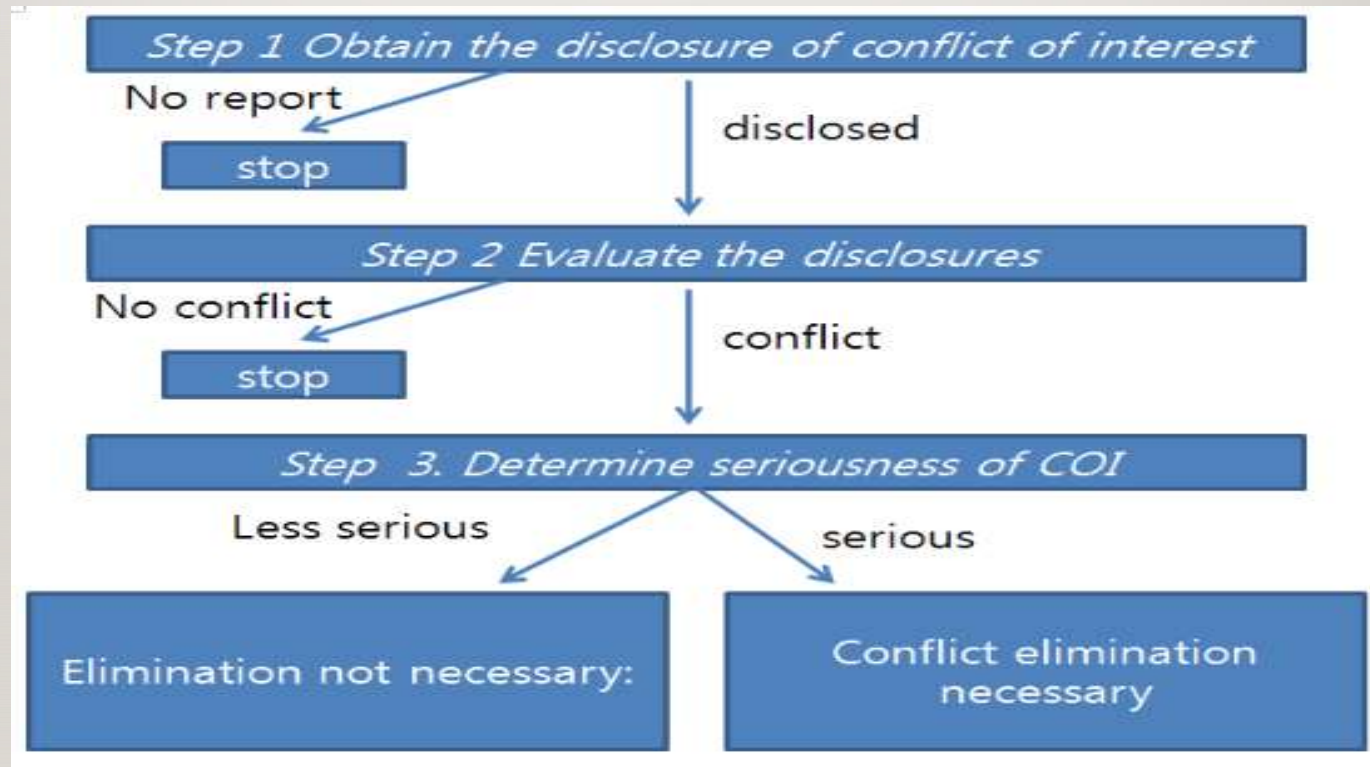 Step 1 Obtain the disclosure of conflict of interest
No report
disclosed
stop
Step 2 Evaluate the disclosures
No conflict
conflict
stop
Step 3. Determine seriousness of COI
Less serious
serious
Elimination not necessary:
Conflict elimination
necessary